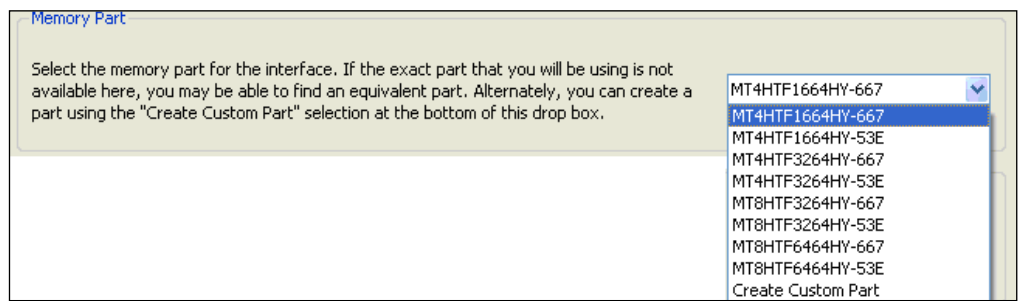 Memory Part
Select the memory part for the interface. If the exact part that you will be using is not
available here, you may be able to find an equivalent part. Alternately, you can create a
part using the "Create Custom Part" selection at the bottom of this drop box.
MT4HTF1664HY-667
MT4HTF1664HY-667
MT4HTF1664HY-53E
MT4HTF3264HY-667
MT4HTF3264HY-53E
MT8HTF3264HY-667
MT8HTF3264HY-53E
MT8HTF6464HY-667
MT8HTF6464HY-53E
Create Custom Part